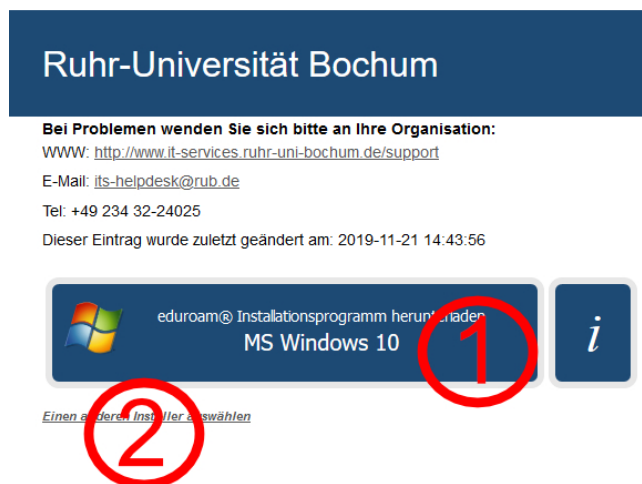 Ruhr-Universität Bochum
Bei Problemen wenden Sie sich bitte an Ihre Organisation:
WWW: http://www.it-services.ruhr-uni-bochum.de/support
E-Mail: its-helpdesk@rub.de
Tel: +49 234 32-24025
Dieser Eintrag wurde zuletzt geändert am: 2019-11-21 14:43:56
eduroam® Installationsprogramm herunterladen
MS Windows 10
i
1
Einen anderen Installer auswählen
2